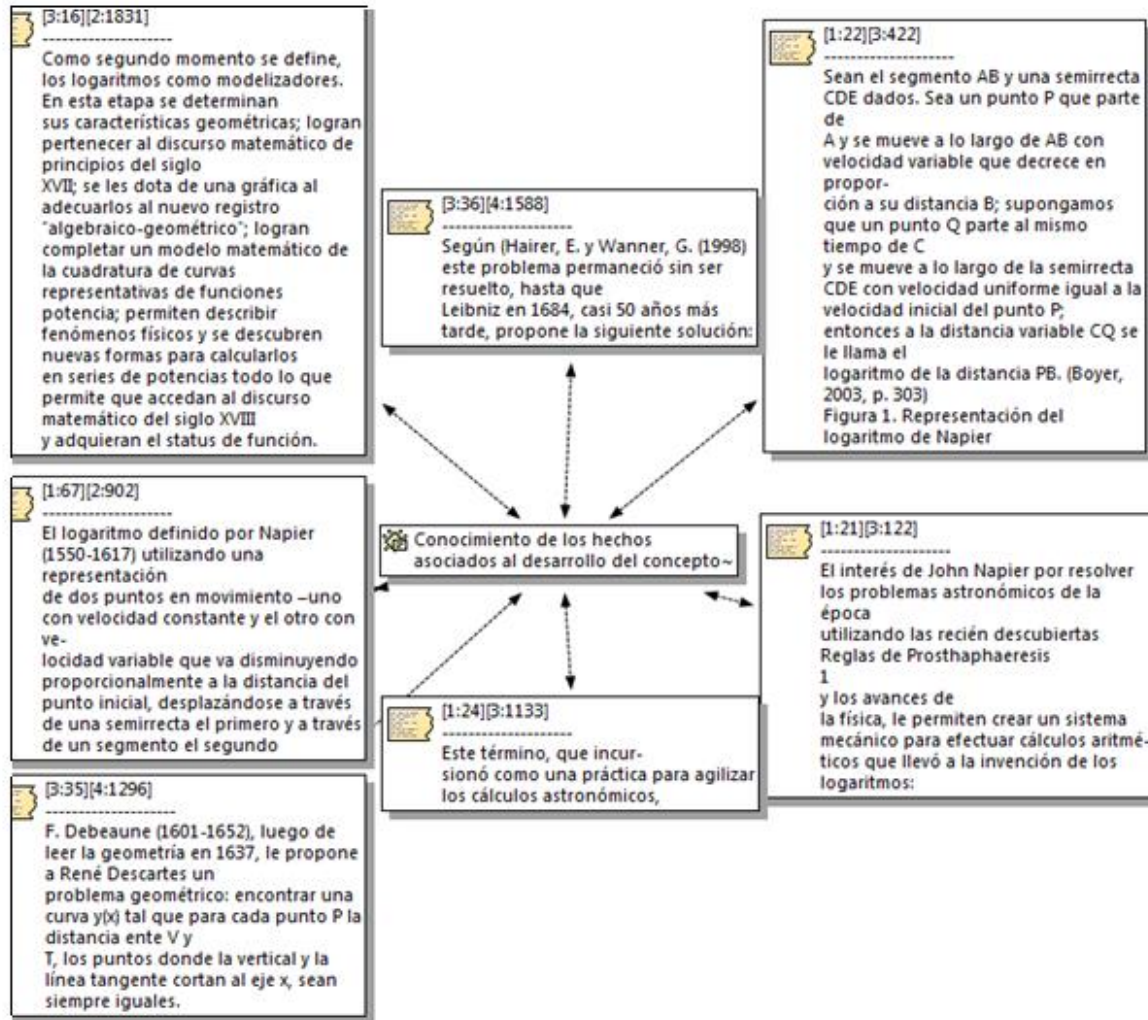 [3:16][2:1831]
--------------------
Como segundo momento se define,
los logaritmos como modelizadores.
En esta etapa se determinan
sus características geométricas; logran
pertenecer al discurso matemático de
principios del siglo
XVII; se les dota de una gráfica al
adecuarlos al nuevo registro
"algebraico-geométrico"; logran
completar un modelo matemático de
la cuadratura de curvas
representativas de funciones
potencia; permiten describir
fenómenos físicos y se descubren
nuevas formas para calcularlos
en series de potencias todo lo que
permite que accedan al discurso
matemático del siglo XVIII
y adquieran el status de función.
[3:36][4:1588]
--------------------
Según (Hairer, E. y Wanner, G. (1998)
este problema permaneció sin ser
resuelto, hasta que
Leibniz en 1684, casi 50 años más
tarde, propone la siguiente solución:
[1:22][3:422]
--------------------
Sean el segmento AB y una semirrecta
CDE dados. Sea un punto P que parte
de
A y se mueve a lo largo de AB con
velocidad variable que decrece en
propor-
ción a su distancia B; supongamos
que un punto Q parte al mismo
tiempo de C
y se mueve a lo largo de la semirrecta
CDE con velocidad uniforme igual a la
velocidad inicial del punto P;
entonces a la distancia variable CQ se
le llama el
logaritmo de la distancia PB. (Boyer,
2003, p. 303)
Figura 1. Representación del
logaritmo de Napier
[1:67][2:902]
--------------------
El logaritmo definido por Napier
(1550-1617) utilizando una
representación
de dos puntos en movimiento –uno
con velocidad constante y el otro con
ve-
locidad variable que va disminuyendo
proporcionalmente a la distancia del
punto inicial, desplazándose a través
de una semirrecta el primero y a través
de un segmento el segundo
Conocimiento de los hechos
asociados al desarrollo del concepto~
[1:21][3:122]
--------------------
El interés de John Napier por resolver
los problemas astronómicos de la
época
utilizando las recién descubiertas
Reglas de Prosthaphaeresis
1
y los avances de
la física, le permiten crear un sistema
mecánico para efectuar cálculos aritmé-
ticos que llevó a la invención de los
logaritmos:
[1:24][3:1133]
--------------------
Este término, que incur-
sionó como una práctica para agilizar
los cálculos astronómicos,
[3:35][4:1296]
--------------------
F. Debeaune (1601-1652), luego de
leer la geometría en 1637, le propone
a René Descartes un
problema geométrico: encontrar una
curva y(x) tal que para cada punto P la
distancia ente V y
T, los puntos donde la vertical y la
línea tangente cortan al eje x, sean
siempre iguales.